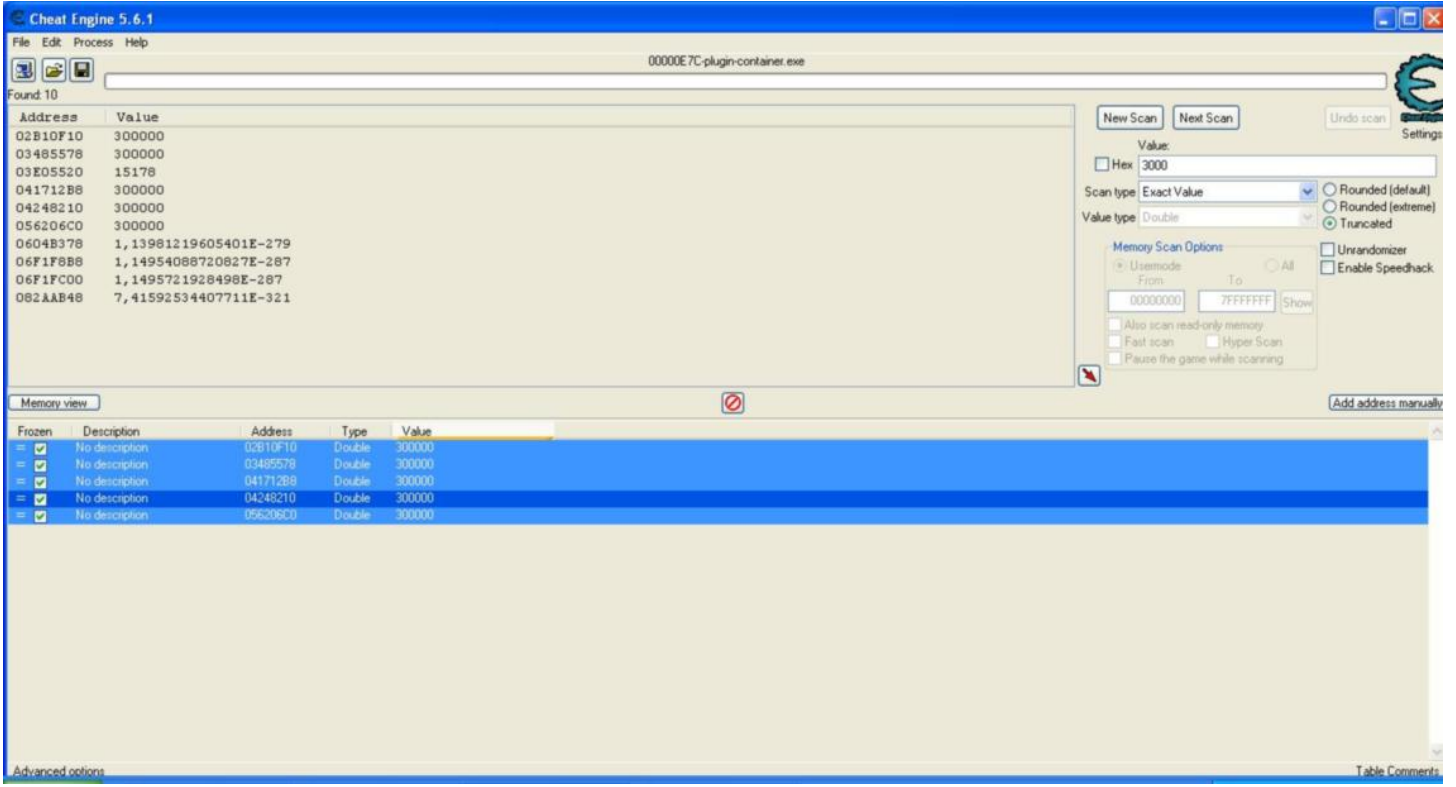 Cheat Engine 5.6.1
File Edit Process Help
00000E7C-plugin-container.exe
Found: 10
Address Value
02B10F10 300000
03485578 300000
03E05520 15178
041712B8 300000
04248210 300000
056206C0 300000
0604B378 1,13981219605401E-279
06F1F8B8 1,14954088720827E-287
06F1FC00 1,1495721928498E-287
082AAB48 7,41592534407711E-321
New Scan Next Scan Undo scan
Settings
Value:
Hex 3000
Scan type Exact Value
Value type Double
Rounded (default)
Rounded (extreme)
Truncated
Memory Scan Options
Usermode All
From To
00000000 7FFFFFFF Show
Also scan read-only memory
Fast scan Hyper Scan
Pause the game while scanning
Unrandomizer
Enable Speedhack
Memory view Add address manually
Frozen Description Address Type Value
= No description 02B10F10 Double 300000
= No description 03485578 Double 300000
= No description 041712B8 Double 300000
= No description 04248210 Double 300000
= No description 056206C0 Double 300000
Advanced options Table Comments